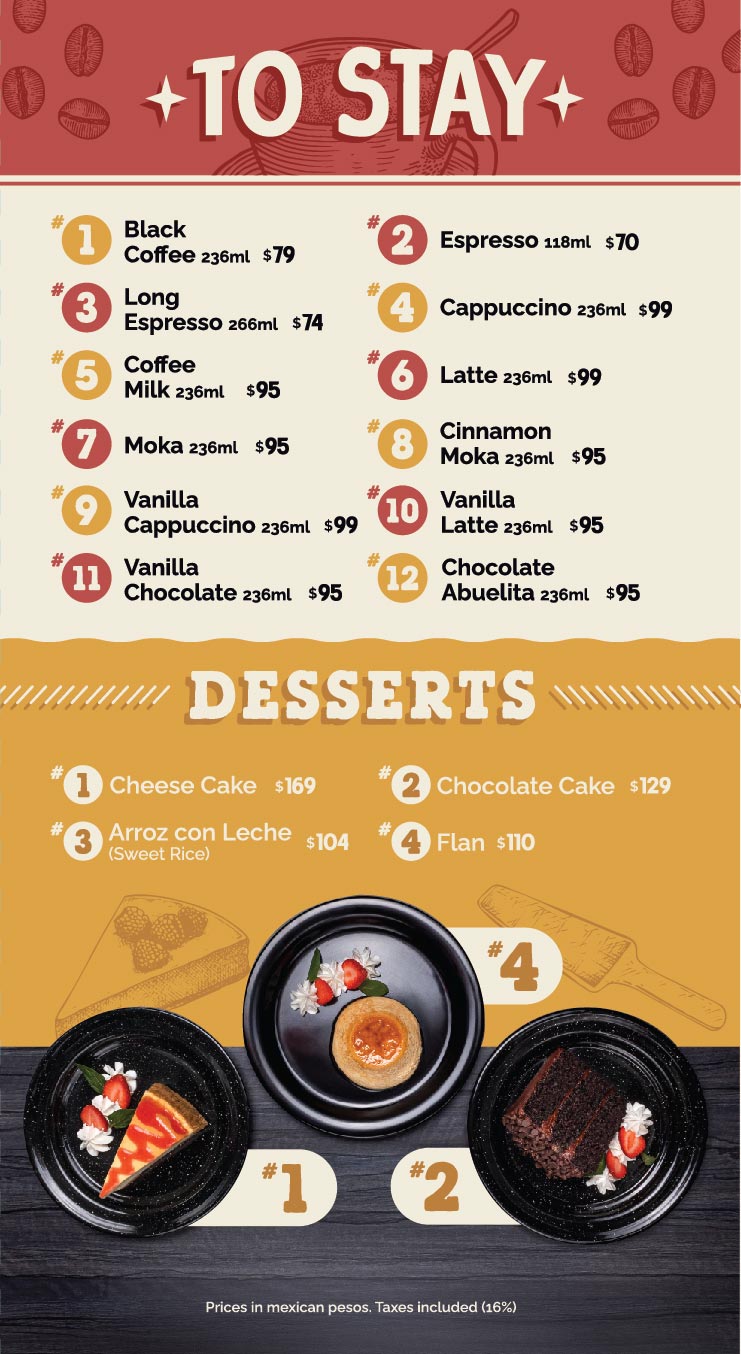 TO STAY
#1 Black
Coffee 236ml $79
#2 Espresso 118ml $70
#3 Long
Espresso 266ml $74
#4 Cappuccino 236ml $99
#5 Coffee
Milk 236ml $95
#6 Latte 236ml $99
#7 Moka 236ml $95
#8 Cinnamon
Moka 236ml $95
#9 Vanilla
Cappuccino 236ml $99
#10 Vanilla
Latte 236ml $95
#11 Vanilla
Chocolate 236ml $95
#12 Chocolate
Abuelita 236ml $95
DESSERTS
#1 Cheese Cake $169
#2 Chocolate Cake $129
#3 Arroz con Leche $104
(Sweet Rice)
#4 Flan $110
#4
#1
#2
Prices in mexican pesos. Taxes included (16%)